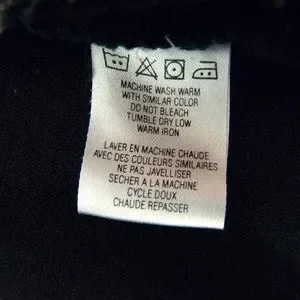 MACHINE WASH WARM
WITH SIMILAR COLOR
DO NOT BLEACH
TUMBLE DRY LOW
WARM IRON
LAVER EN MACHINE CHAUDE
AVEC DES COULEURS SIMILAIRES
NE PAS JAVELLISER
SECHER A LA MACHINE
CYCLE DOUX
CHAUDE REPASSER